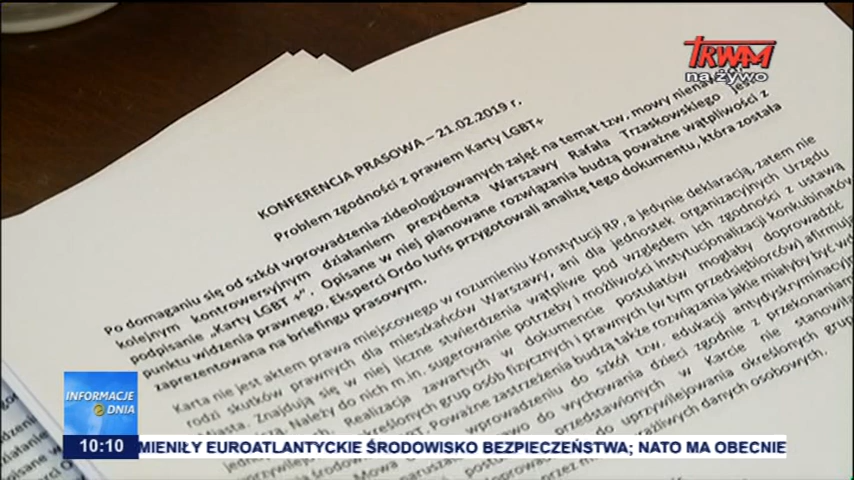 TRWAM
na żywo
KONFERENCJA PRASOWA – 21.02.2019 r.
Problem zgodności z prawem Karty LGBT+
Po domaganiu się od szkół wprowadzenia zideologizowanych zajęć na temat tzw. mowy
kolejnym kontrowersyjnym działaniem prezydenta Warszawy Rafała Trzaskowskiego jest
podpisanie „Karty LGBT +”. Opisane w niej planowane rozwiązania budzą poważne wątpliwości z
punktu widzenia prawnego. Eksperci Ordo Iuris przygotowali analizę tego dokumentu, która została
zaprezentowana na briefingu prasowym.
Karta nie jest aktem prawa miejscowego w rozumieniu Konstytucji RP, a jedynie deklaracją, zatem nie
rodzi skutków prawnych dla mieszkańców Warszawy, ani dla jednostek organizacyjnych Urzędu
Miasta. Znajdują się w niej liczne stwierdzenia wątpliwe pod względem ich zgodności z ustawą
Należy do nich m.in. sugerowanie potrzeby i możliwości instytucjonalizacji konkubinatów
Realizacja zawartych w dokumencie postulatów mogłaby doprowadzić
określonych grup osób fizycznych i prawnych (w tym przedsiębiorców)
Poważne zastrzeżenia budzą także rozwiązania jakie miałyby być
wprowadzeniu do szkół tzw. edukacji
do wychowania dzieci zgodnie z
przedstawionych w Karcie nie
do uprzywilejowania określonych
danych osobowych.
INFORMACJE
DNIA
10:10 MIENIŁY EUROATLANTYCKIE ŚRODOWISKO BEZPIECZEŃSTWA; NATO MA OBECNIE